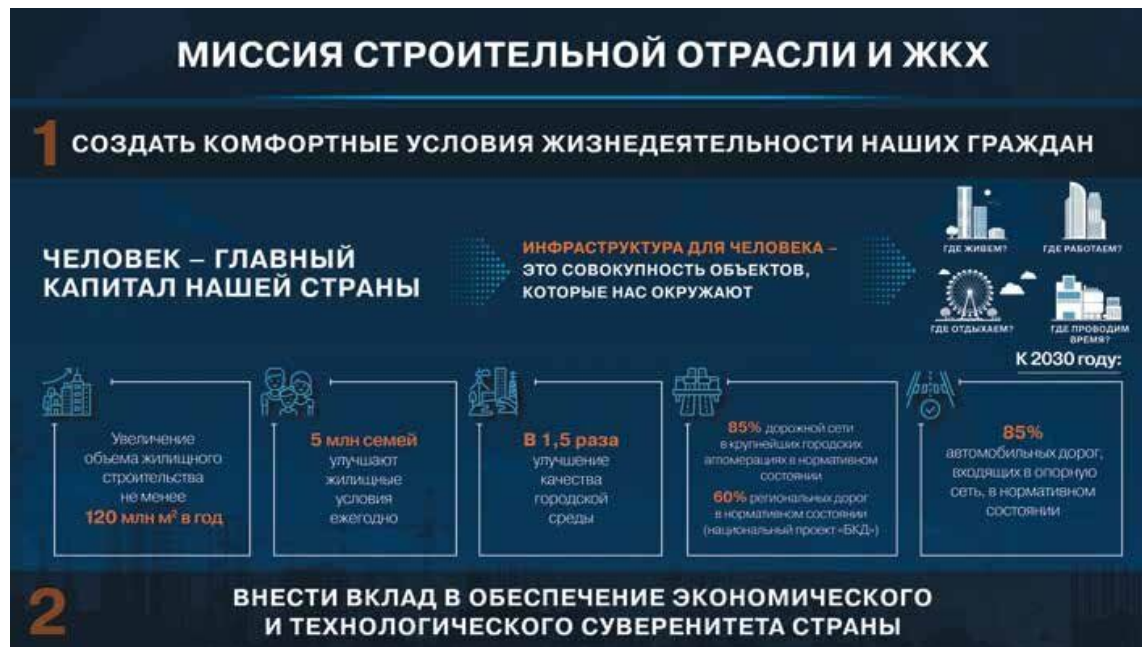 МИССИЯ СТРОИТЕЛЬНОЙ ОТРАСЛИ И ЖКХ
1 СОЗДАТЬ КОМФОРТНЫЕ УСЛОВИЯ ЖИЗНЕДЕЯТЕЛЬНОСТИ НАШИХ ГРАЖДАН
ЧЕЛОВЕК – ГЛАВНЫЙ
КАПИТАЛ НАШЕЙ СТРАНЫ
ИНФРАСТРУКТУРА ДЛЯ ЧЕЛОВЕКА –
ЭТО СОВОКУПНОСТЬ ОБЪЕКТОВ,
КОТОРЫЕ НАС ОКРУЖАЮТ
ГДЕ ЖИВЕМ?
ГДЕ РАБОТАЕМ?
ГДЕ ОТДЫХАЕМ?
ГДЕ ПРОВОДИМ
ВРЕМЯ?
К 2030 году:
Увеличение
объема жилищного
строительства
не менее
120 млн м² в год
5 млн семей
улучшают
жилищные
условия
ежегодно
В 1,5 раза
улучшение
качества
городской
среды
85% дорожной сети
в крупнейших городских
агломерациях в нормативном
состоянии
60% региональных дорог
в нормативном состоянии
(национальный проект «БКД»)
85%
автомобильных дорог,
входящих в опорную
сеть, в нормативном
состоянии
2
ВНЕСТИ ВКЛАД В ОБЕСПЕЧЕНИЕ ЭКОНОМИЧЕСКОГО
И ТЕХНОЛОГИЧЕСКОГО СУВЕРЕНИТЕТА СТРАНЫ